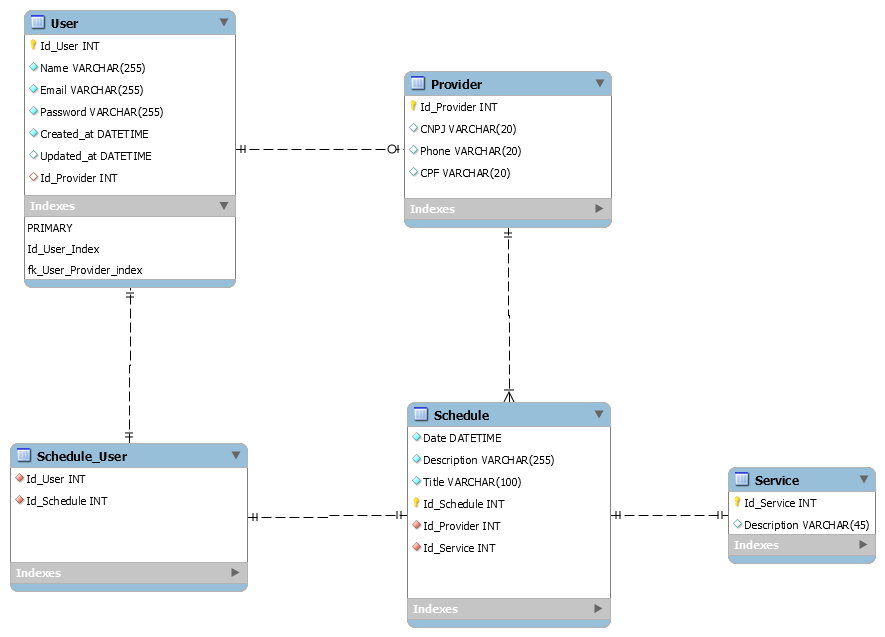 User
Id_User INT
Name VARCHAR(255)
Email VARCHAR(255)
Password VARCHAR(255)
Created_at DATETIME
Updated_at DATETIME
Id_Provider INT
Indexes
PRIMARY
Id_User_Index
fk_User_Provider_index
Provider
Id_Provider INT
CNPJ VARCHAR(20)
Phone VARCHAR(20)
CPF VARCHAR(20)
Indexes
Schedule_User
Id_User INT
Id_Schedule INT
Indexes
Schedule
Date DATETIME
Description VARCHAR(255)
Title VARCHAR(100)
Id_Schedule INT
Id_Provider INT
Id_Service INT
Indexes
Service
Id_Service INT
Description VARCHAR(45)
Indexes